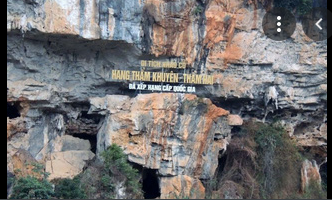 DI TÍCH KHẢO CỔ
HANG THẨM KHUYÊN - THẨM HAI
ĐÃ XẾP HẠNG CẤP QUỐC GIA